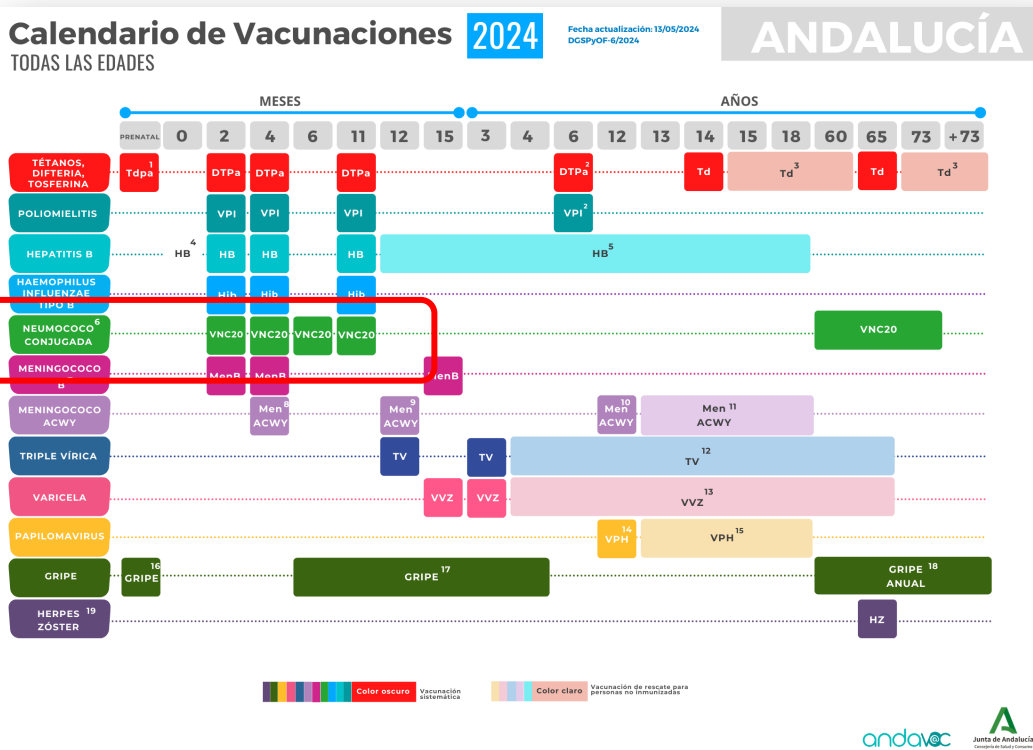 Calendario de Vacunaciones 2024
TODAS LAS EDADES
Fecha actualización: 13/05/2024
DGSPyOF-6/2024
ANDALUCÍA
MESES AÑOS
PRENATAL 0 2 4 6 11 12 15 3 4 6 12 13 14 15 18 60 65 73 +73
TÉTANOS,
DIFTERIA,
TOSFERINA
Tdpa 1 DTPa DTPa DTPa DTPa 2 Td Td 3 Td Td 3
POLIOMIELITIS VPI VPI VPI VPI 2
HEPATITIS B HB 4 HB HB HB HB 5
HAEMOPHILUS
INFLUENZAE
TIPO B
Hib Hib Hib
NEUMOCOCO 6
CONJUGADA
VNC20 VNC20 VNC20 VNC20 VNC20
MENINGOCOCO
B
MenB MenB MenB
MENINGOCOCO
ACWY
Men 8 Men 9 Men 10 Men 11
ACWY ACWY ACWY ACWY
TRIPLE VÍRICA TV TV TV 12
VARICELA VVZ VVZ VVZ 13
PAPILOMAVIRUS VPH 14 VPH 15
GRIPE GRIPE 16 GRIPE 17 GRIPE 18
ANUAL
HERPES 19
ZÓSTER
HZ
Color oscuro Vacunación
sistemática
Color claro Vacunación de rescate para
personas no inmunizadas
andavac
Junta de Andalucía
Consejería de Salud y Consumo